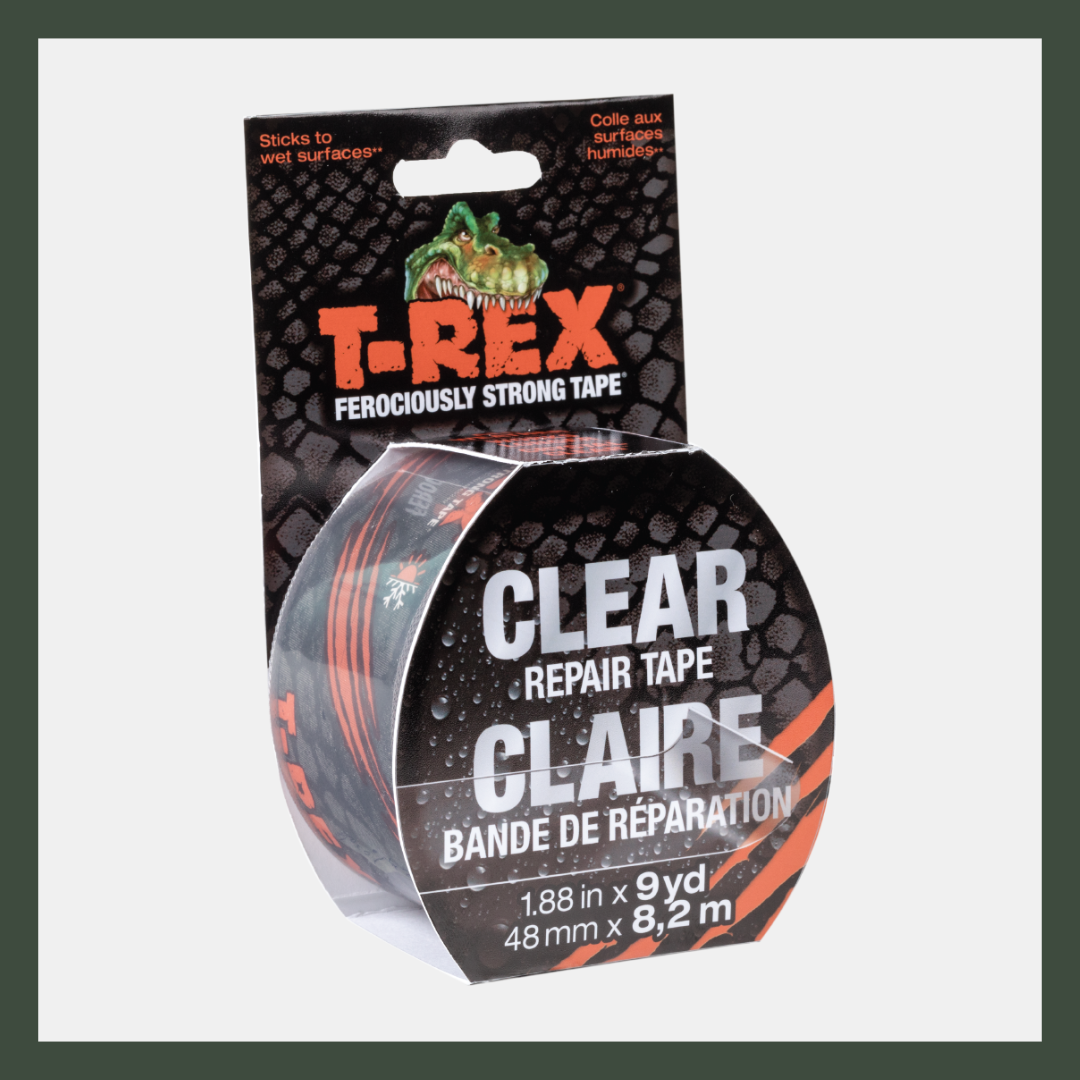 Sticks to
wet surfaces**
Colle aux
surfaces
humides**
T-REX®
FEROCIOUSLY STRONG TAPE®
CLEAR
REPAIR TAPE
CLAIRE
BANDE DE RÉPARATION
1.88 in x 9 yd
48 mm x 8,2 m